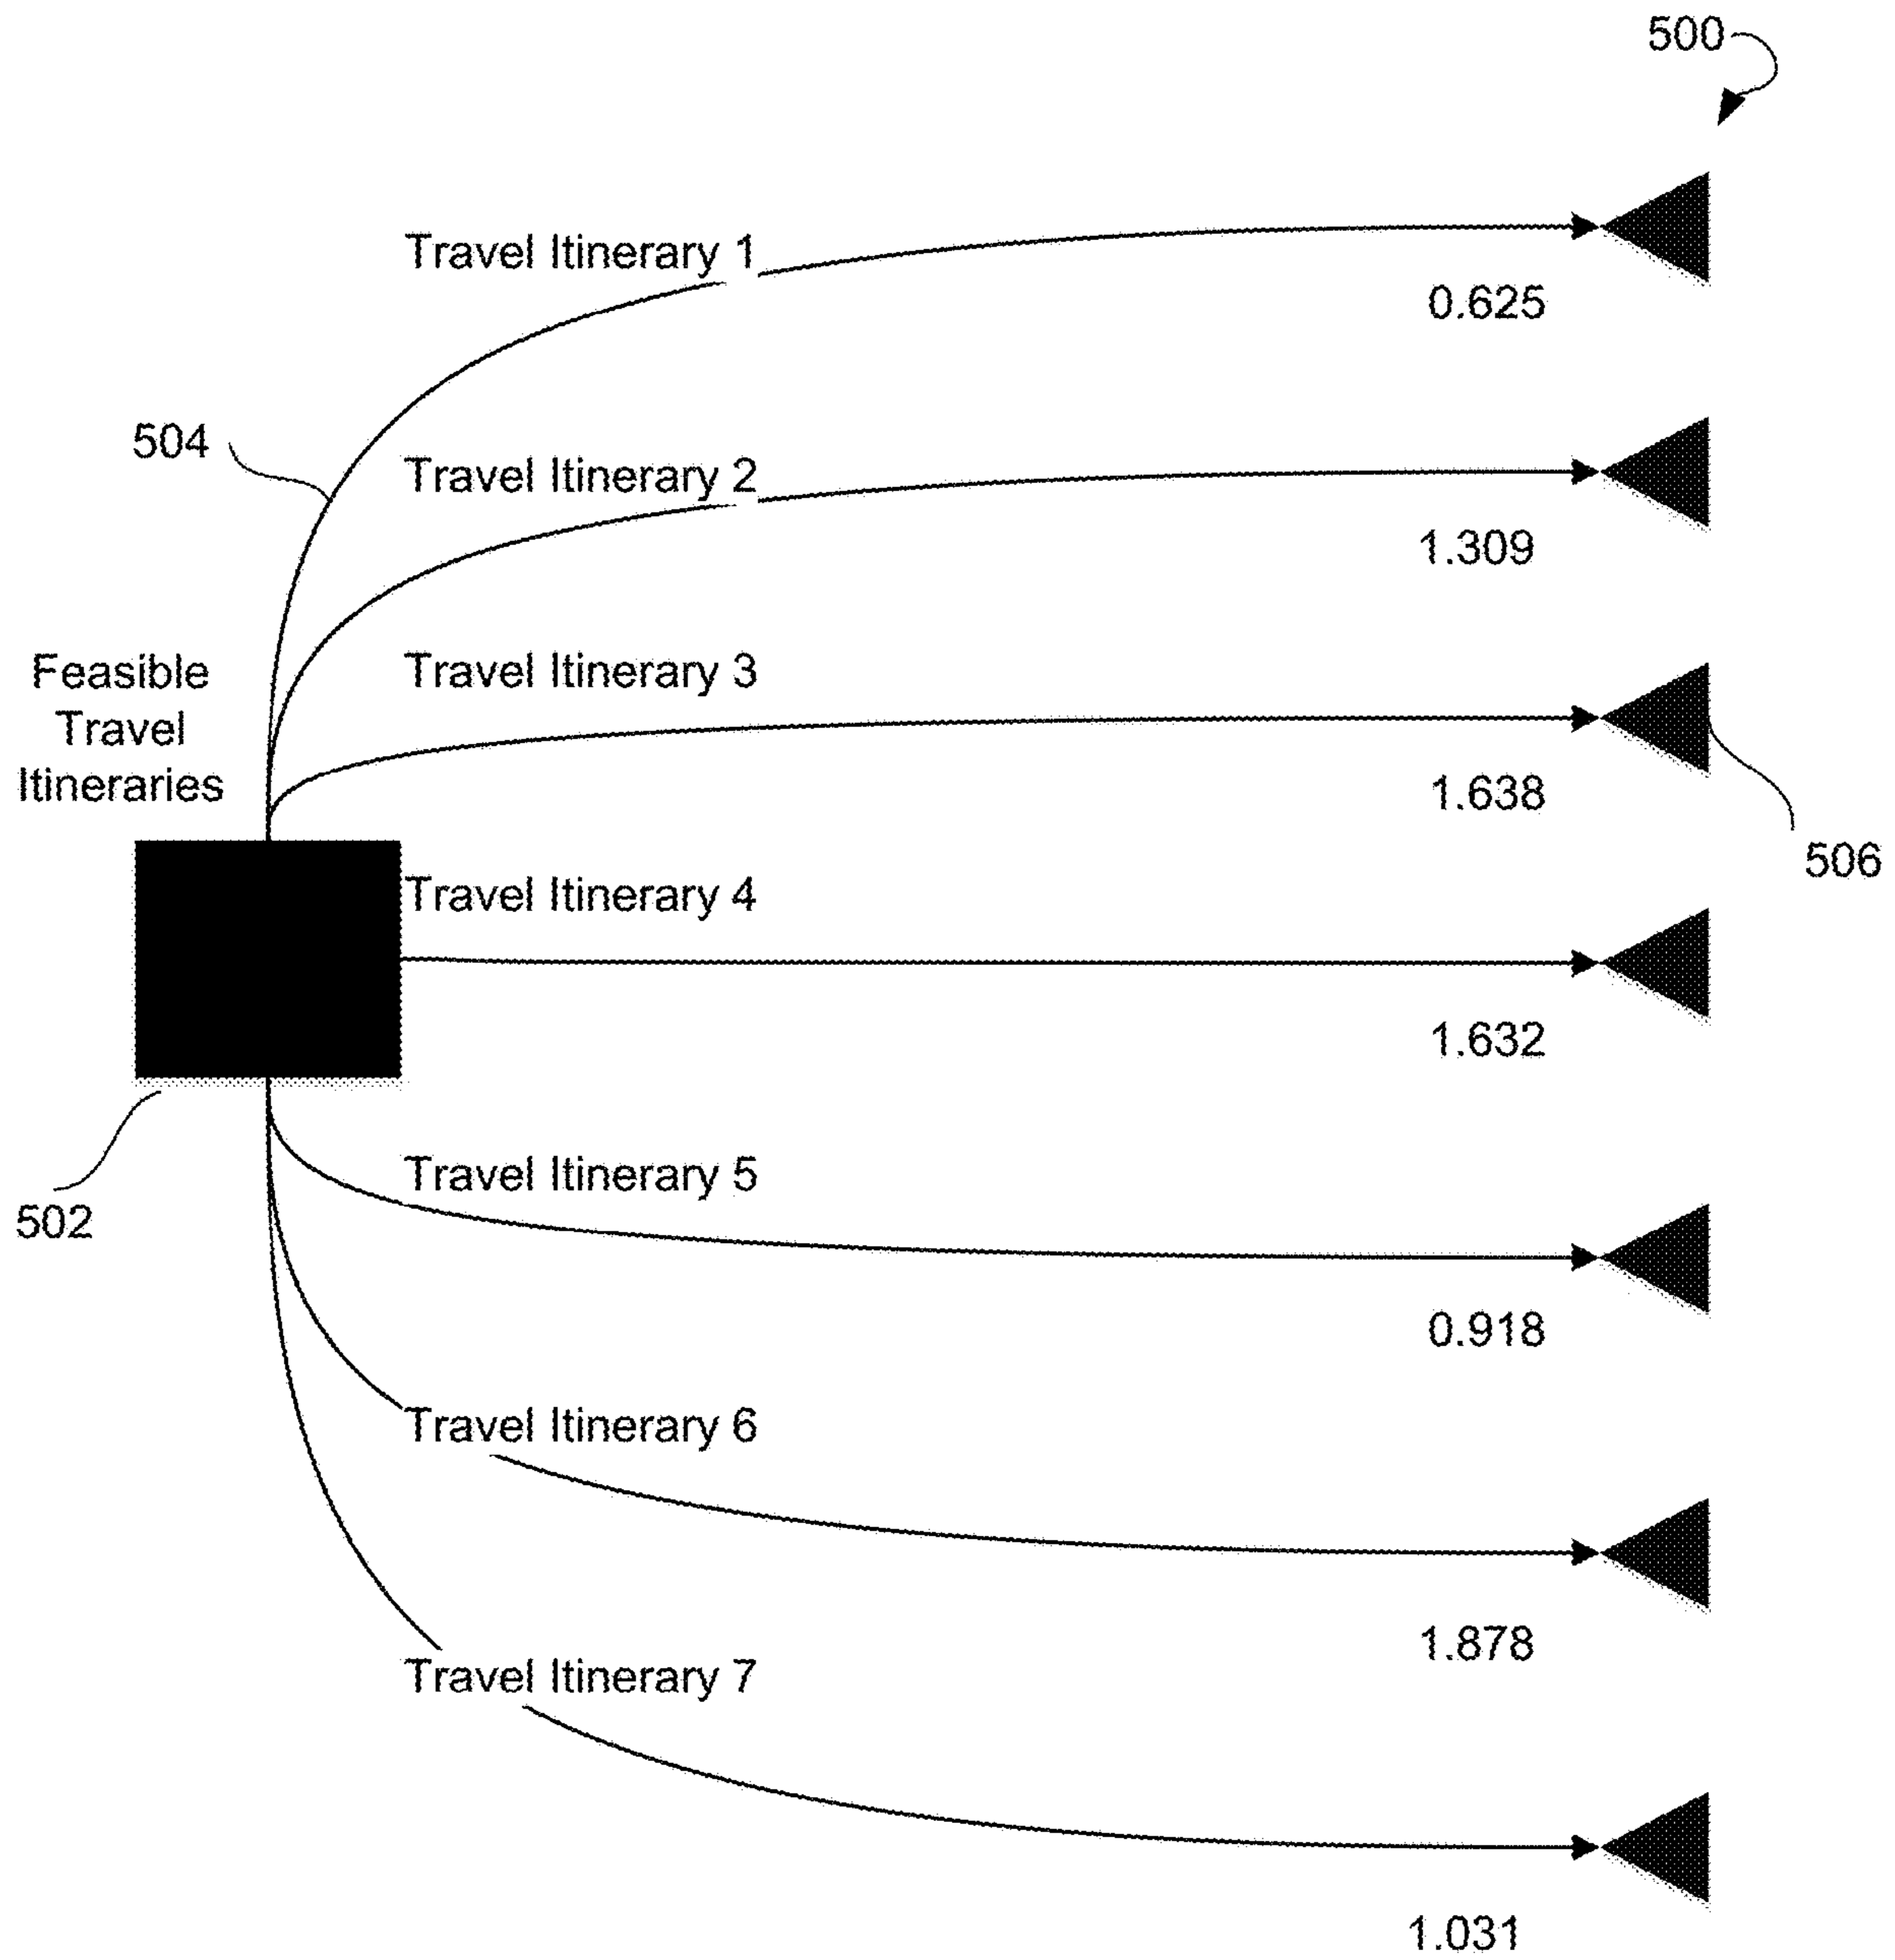 500
Travel Itinerary 1
0.625
504
Travel Itinerary 2
1.309
Feasible
Travel
Itineraries
Travel Itinerary 3
1.638
506
Travel Itinerary 4
1.632
502
Travel Itinerary 5
0.918
Travel Itinerary 6
1.878
Travel Itinerary 7
1.031